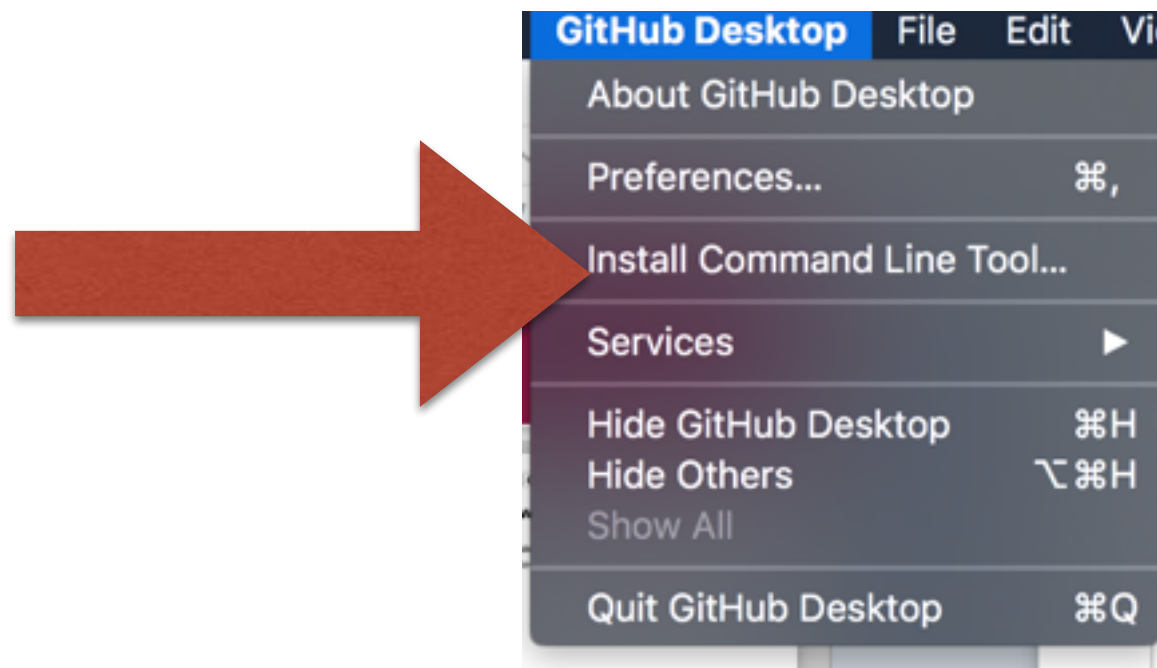 GitHub Desktop File Edit
About GitHub Desktop
Preferences... ⌘,
Install Command Line Tool...
Services ▶
Hide GitHub Desktop ⌘H
Hide Others ⌥⌘H
Show All
Quit GitHub Desktop ⌘Q